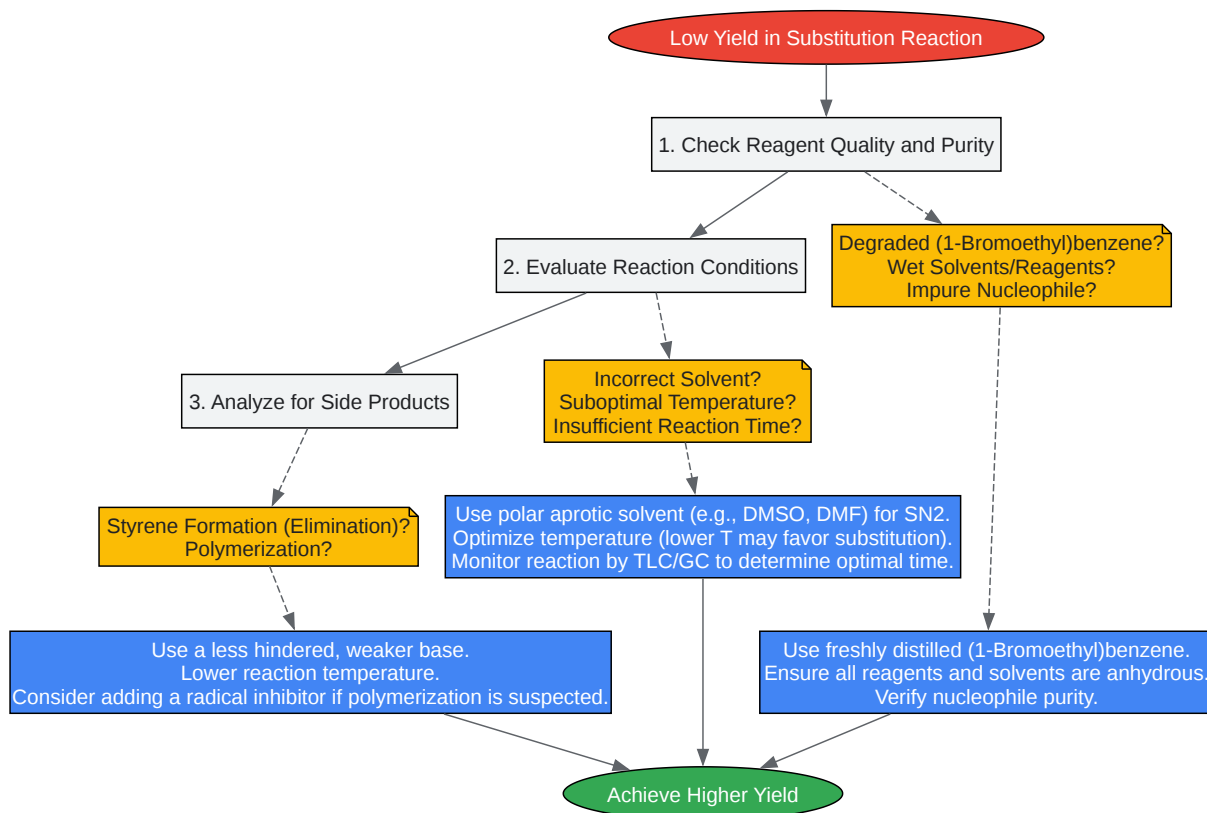 Low Yield in Substitution Reaction
1. Check Reagent Quality and Purity
Degraded (1-Bromoethyl)benzene?
Wet Solvents/Reagents?
Impure Nucleophile?
2. Evaluate Reaction Conditions
Incorrect Solvent?
Suboptimal Temperature?
Insufficient Reaction Time?
3. Analyze for Side Products
Styrene Formation (Elimination)?
Polymerization?
Use polar aprotic solvent (e.g., DMSO, DMF) for SN2.
Optimize temperature (lower T may favor substitution).
Monitor reaction by TLC/GC to determine optimal time.
Use a less hindered, weaker base.
Lower reaction temperature.
Consider adding a radical inhibitor if polymerization is suspected.
Use freshly distilled (1-Bromoethyl)benzene.
Ensure all reagents and solvents are anhydrous.
Verify nucleophile purity.
Achieve Higher Yield